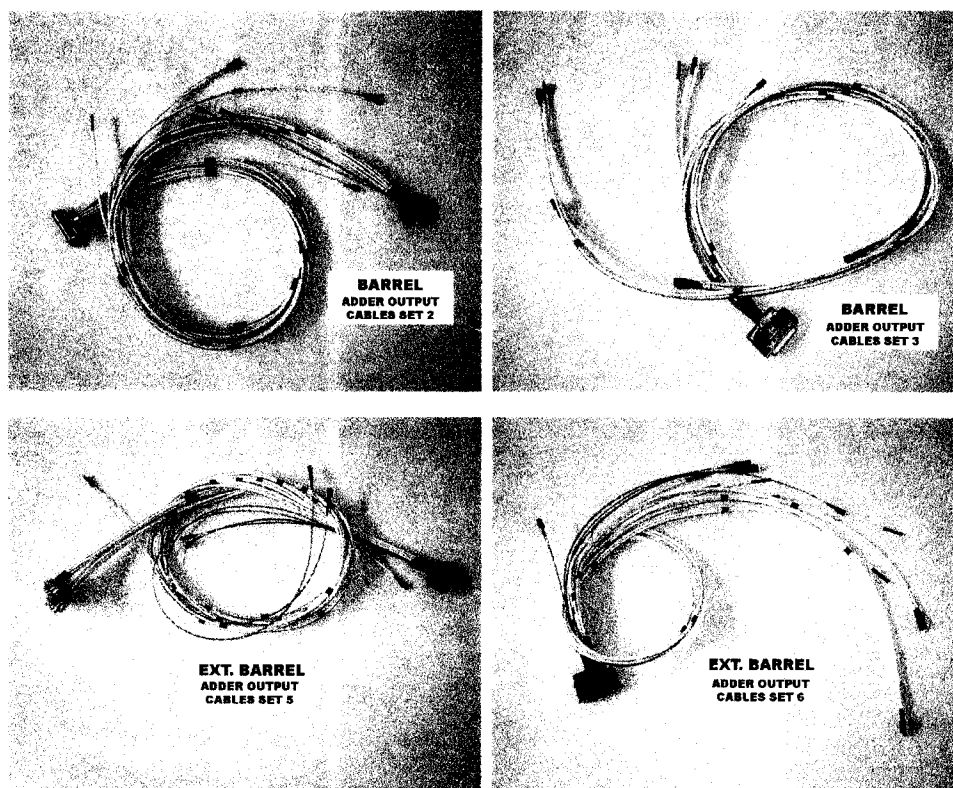 BARREL
ADDER OUTPUT
CABLES SET 2
BARREL
ADDER OUTPUT
CABLES SET 3
EXT. BARREL
ADDER OUTPUT
CABLES SET 5
EXT. BARREL
ADDER OUTPUT
CABLES SET 6